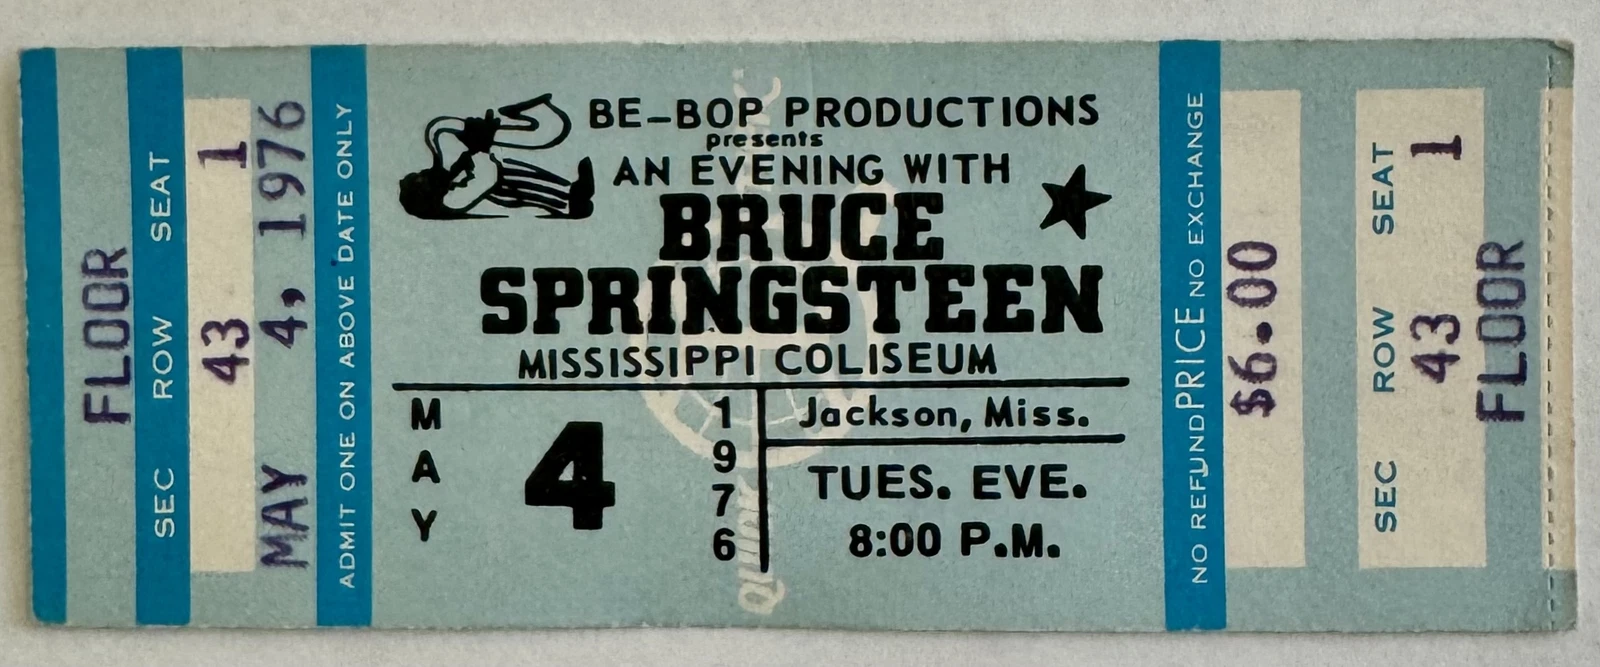 FLOOR
SEC ROW SEAT
43 1
MAY 4, 1976
ADMIT ONE ON ABOVE DATE ONLY
BE-BOP PRODUCTIONS
presents
AN EVENING WITH
BRUCE
SPRINGSTEEN
MISSISSIPPI COLISEUM
MAY
4
1976
Jackson, Miss.
TUES. EVE.
8:00 P.M.
NO REFUND PRICE NO EXCHANGE
$6.00
SEC ROW SEAT
43 1
FLOOR